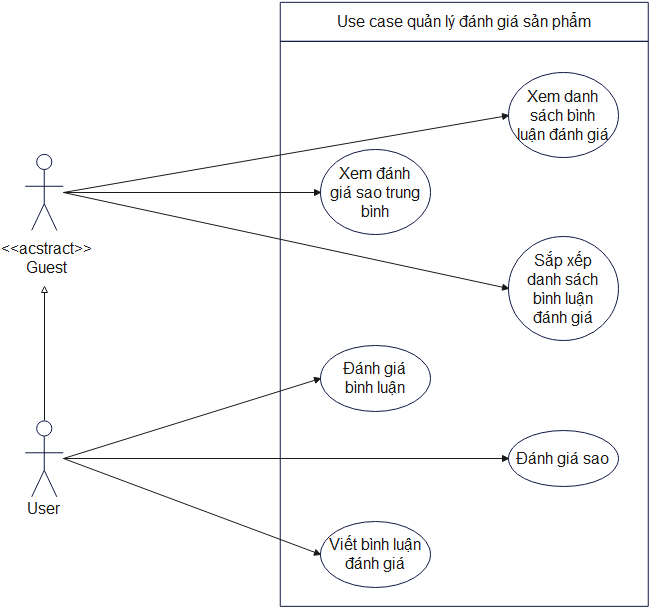 Use case quản lý đánh giá sản phẩm
Xem danh
sách bình
luận đánh giá
Xem đánh
giá sao trung
bình
<<acstract>>
Guest
Sắp xếp
danh sách
bình luận
đánh giá
Đánh giá
bình luận
Đánh giá sao
User
Viết bình luận
đánh giá